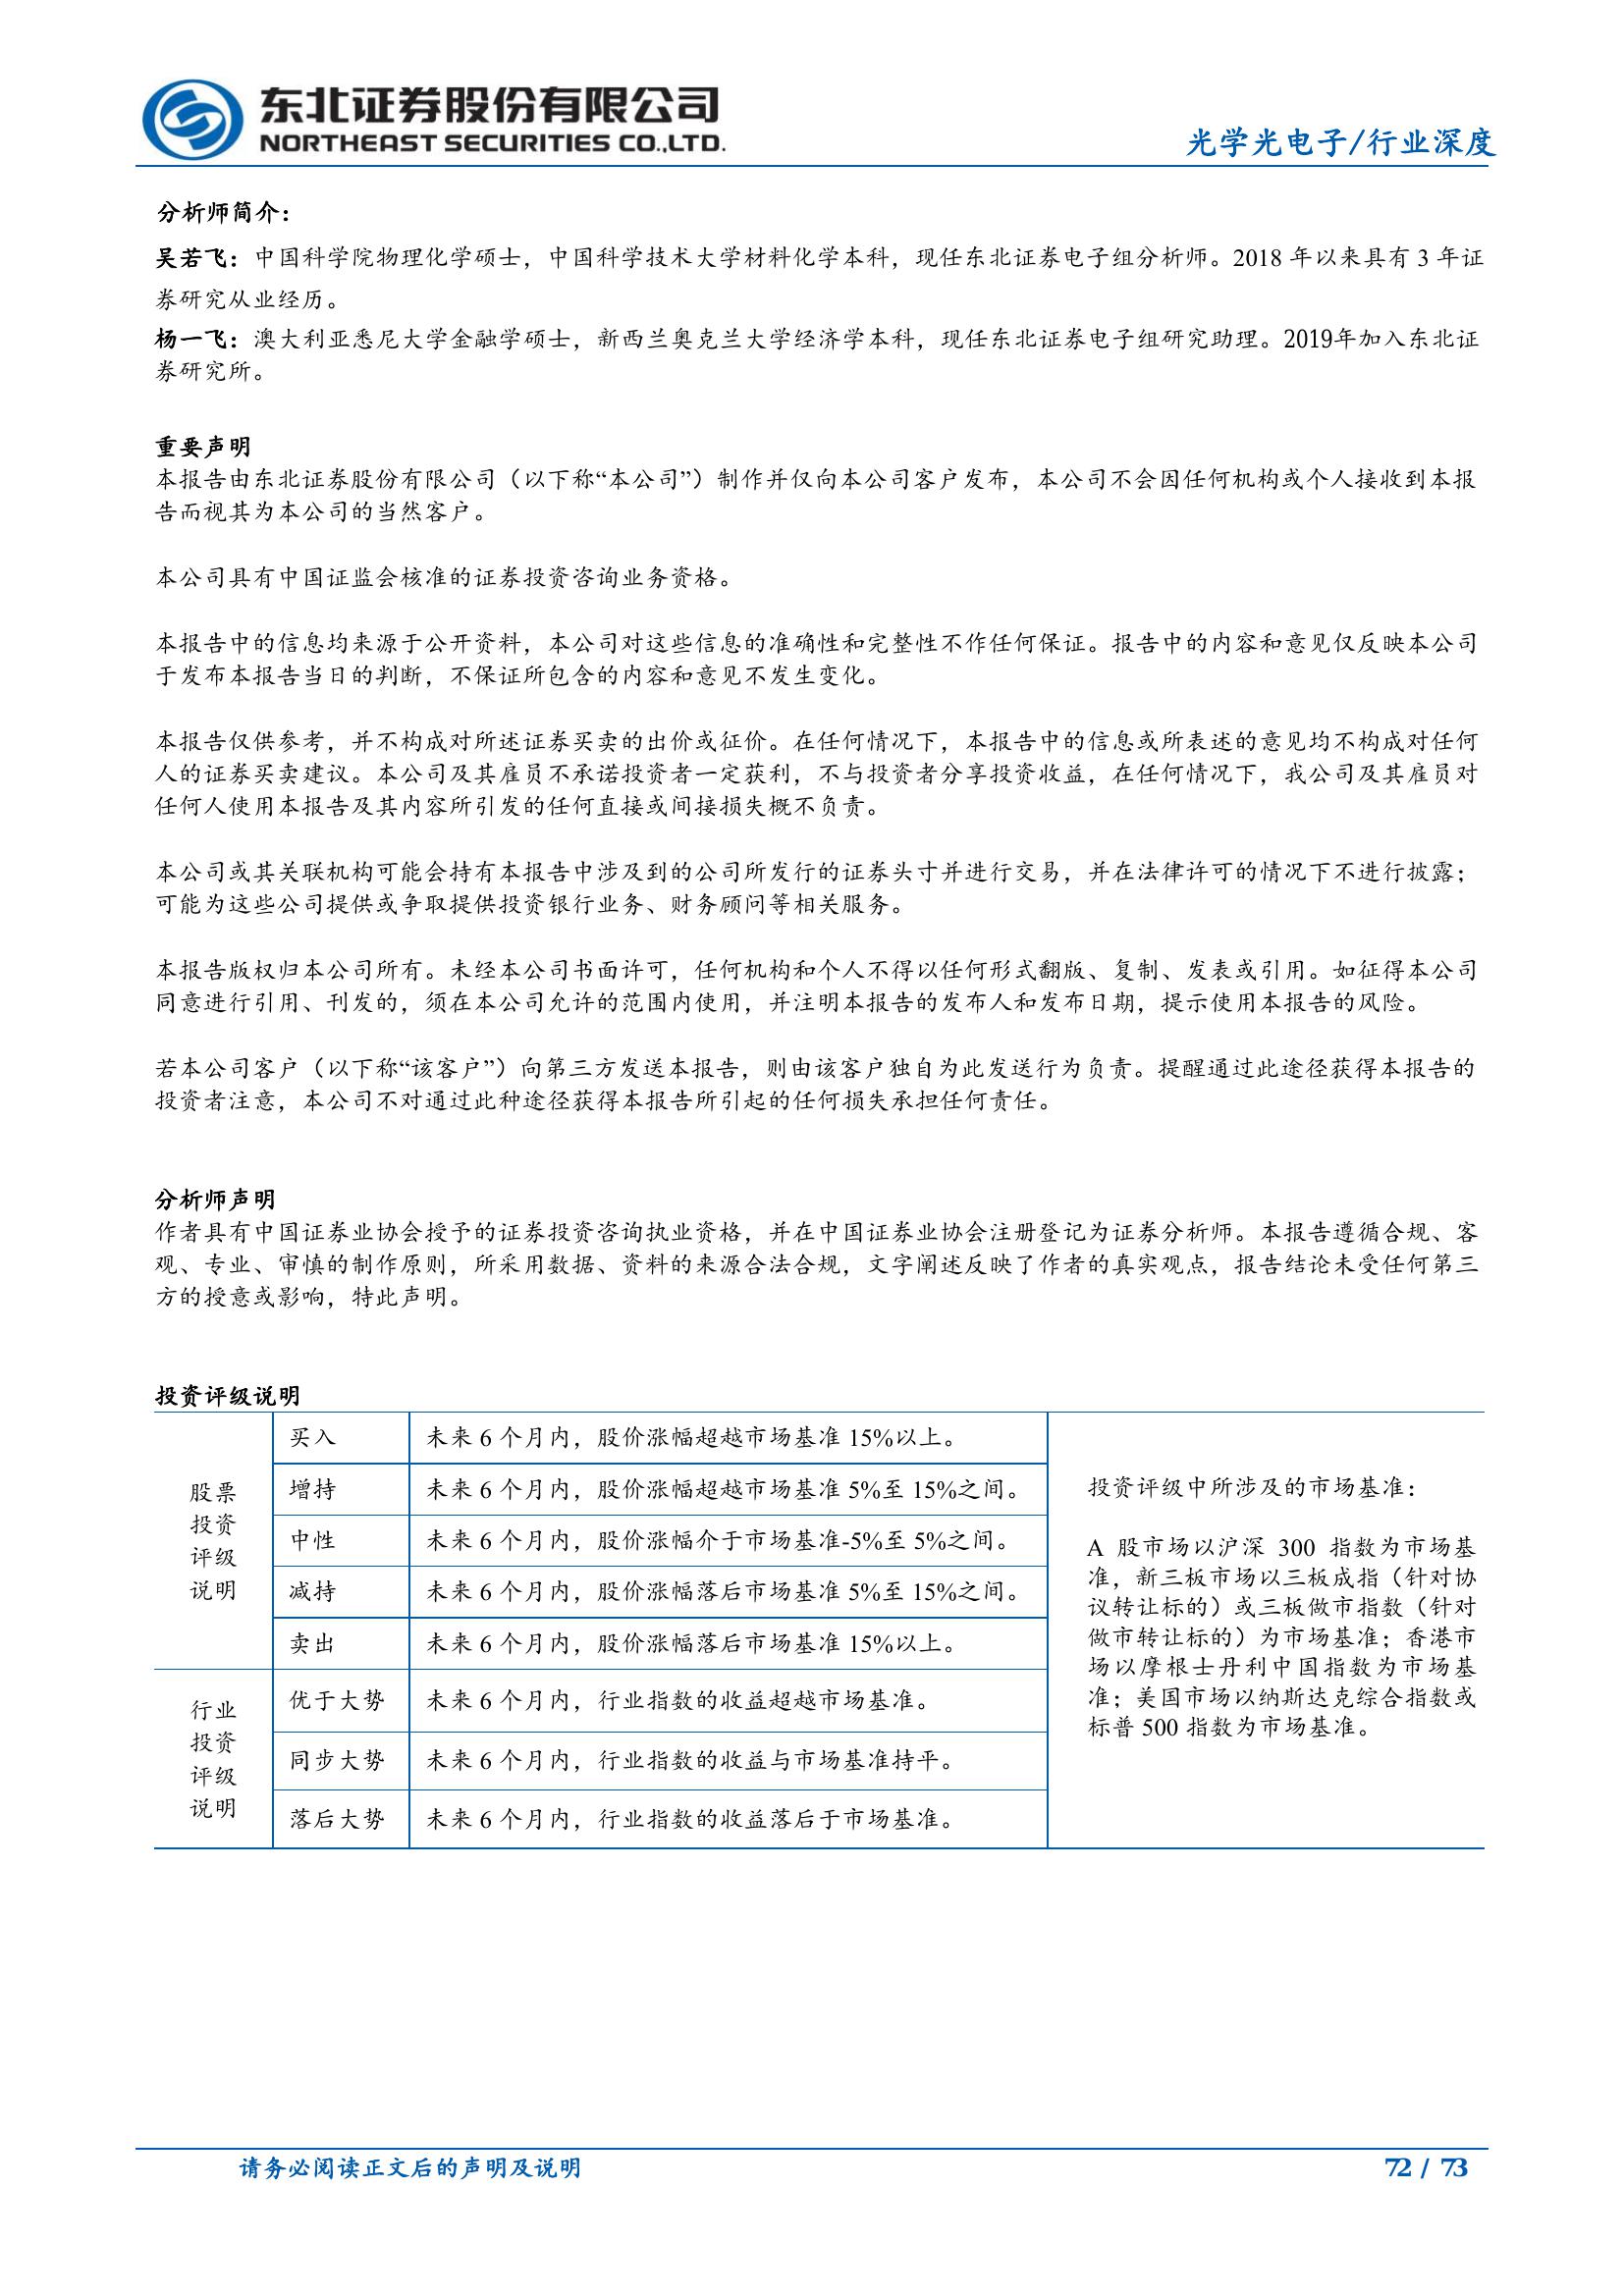 东北证券股份有限公司
NORTHEAST SECURITIES CO.,LTD.
光学光电子/行业深度
分析师简介：
吴若飞：中国科学院物理化学硕士，中国科学技术大学材料化学本科，现任东北证券电子组分析师。2018 年以来具有 3 年证
券研究从业经历。
杨一飞：澳大利亚悉尼大学金融学硕士，新西兰奥克兰大学经济学本科，现任东北证券电子组研究助理。2019年加入东北证
券研究所。
重要声明
本报告由东北证券股份有限公司（以下称“本公司”）制作并仅向本公司客户发布，本公司不会因任何机构或个人接收到本报
告而视其为本公司的当然客户。
本公司具有中国证监会核准的证券投资咨询业务资格。
本报告中的信息均来源于公开资料，本公司对这些信息的准确性和完整性不作任何保证。报告中的内容和意见仅反映本公司
于发布本报告当日的判断，不保证所包含的内容和意见不发生变化。
本报告仅供参考，并不构成对所述证券买卖的出价或征价。在任何情况下，本报告中的信息或所表述的意见均不构成对任何
人的证券买卖建议。本公司及其雇员不承诺投资者一定获利，不与投资者分享投资收益，在任何情况下，我公司及其雇员对
任何人使用本报告及其内容所引发的任何直接或间接损失概不负责。
本公司或其关联机构可能会持有本报告中涉及到的公司所发行的证券头寸并进行交易，并在法律许可的情况下不进行披露；
可能为这些公司提供或争取提供投资银行业务、财务顾问等相关服务。
本报告版权归本公司所有。未经本公司书面许可，任何机构和个人不得以任何形式翻版、复制、发表或引用。如征得本公司
同意进行引用、刊发的，须在本公司允许的范围内使用，并注明本报告的发布人和发布日期，提示使用本报告的风险。
若本公司客户（以下称“该客户”）向第三方发送本报告，则由该客户独自为此发送行为负责。提醒通过此途径获得本报告的
投资者注意，本公司不对通过此种途径获得本报告所引起的任何损失承担任何责任。
分析师声明
作者具有中国证券业协会授予的证券投资咨询执业资格，并在中国证券业协会注册登记为证券分析师。本报告遵循合规、客
观、专业、审慎的制作原则，所采用数据、资料的来源合法合规，文字阐述反映了作者的真实观点，报告结论未受任何第三
方的授意或影响，特此声明。
投资评级说明
股票
投资
评级
说明
买入 未来 6 个月内，股价涨幅超越市场基准 15%以上。
增持 未来 6 个月内，股价涨幅超越市场基准 5%至 15%之间。
中性 未来 6 个月内，股价涨幅介于市场基准-5%至 5%之间。
减持 未来 6 个月内，股价涨幅落后市场基准 5%至 15%之间。
卖出 未来 6 个月内，股价涨幅落后市场基准 15%以上。
行业
投资
评级
说明
优于大势 未来 6 个月内，行业指数的收益超越市场基准。
同步大势 未来 6 个月内，行业指数的收益与市场基准持平。
落后大势 未来 6 个月内，行业指数的收益落后于市场基准。
投资评级中所涉及的市场基准：
A 股市场以沪深 300 指数为市场基
准，新三板市场以三板成指（针对协
议转让标的）或三板做市指数（针对
做市转让标的）为市场基准；香港市
场以摩根士丹利中国指数为市场基
准；美国市场以纳斯达克综合指数或
标普 500 指数为市场基准。
请务必阅读正文后的声明及说明
72 / 73